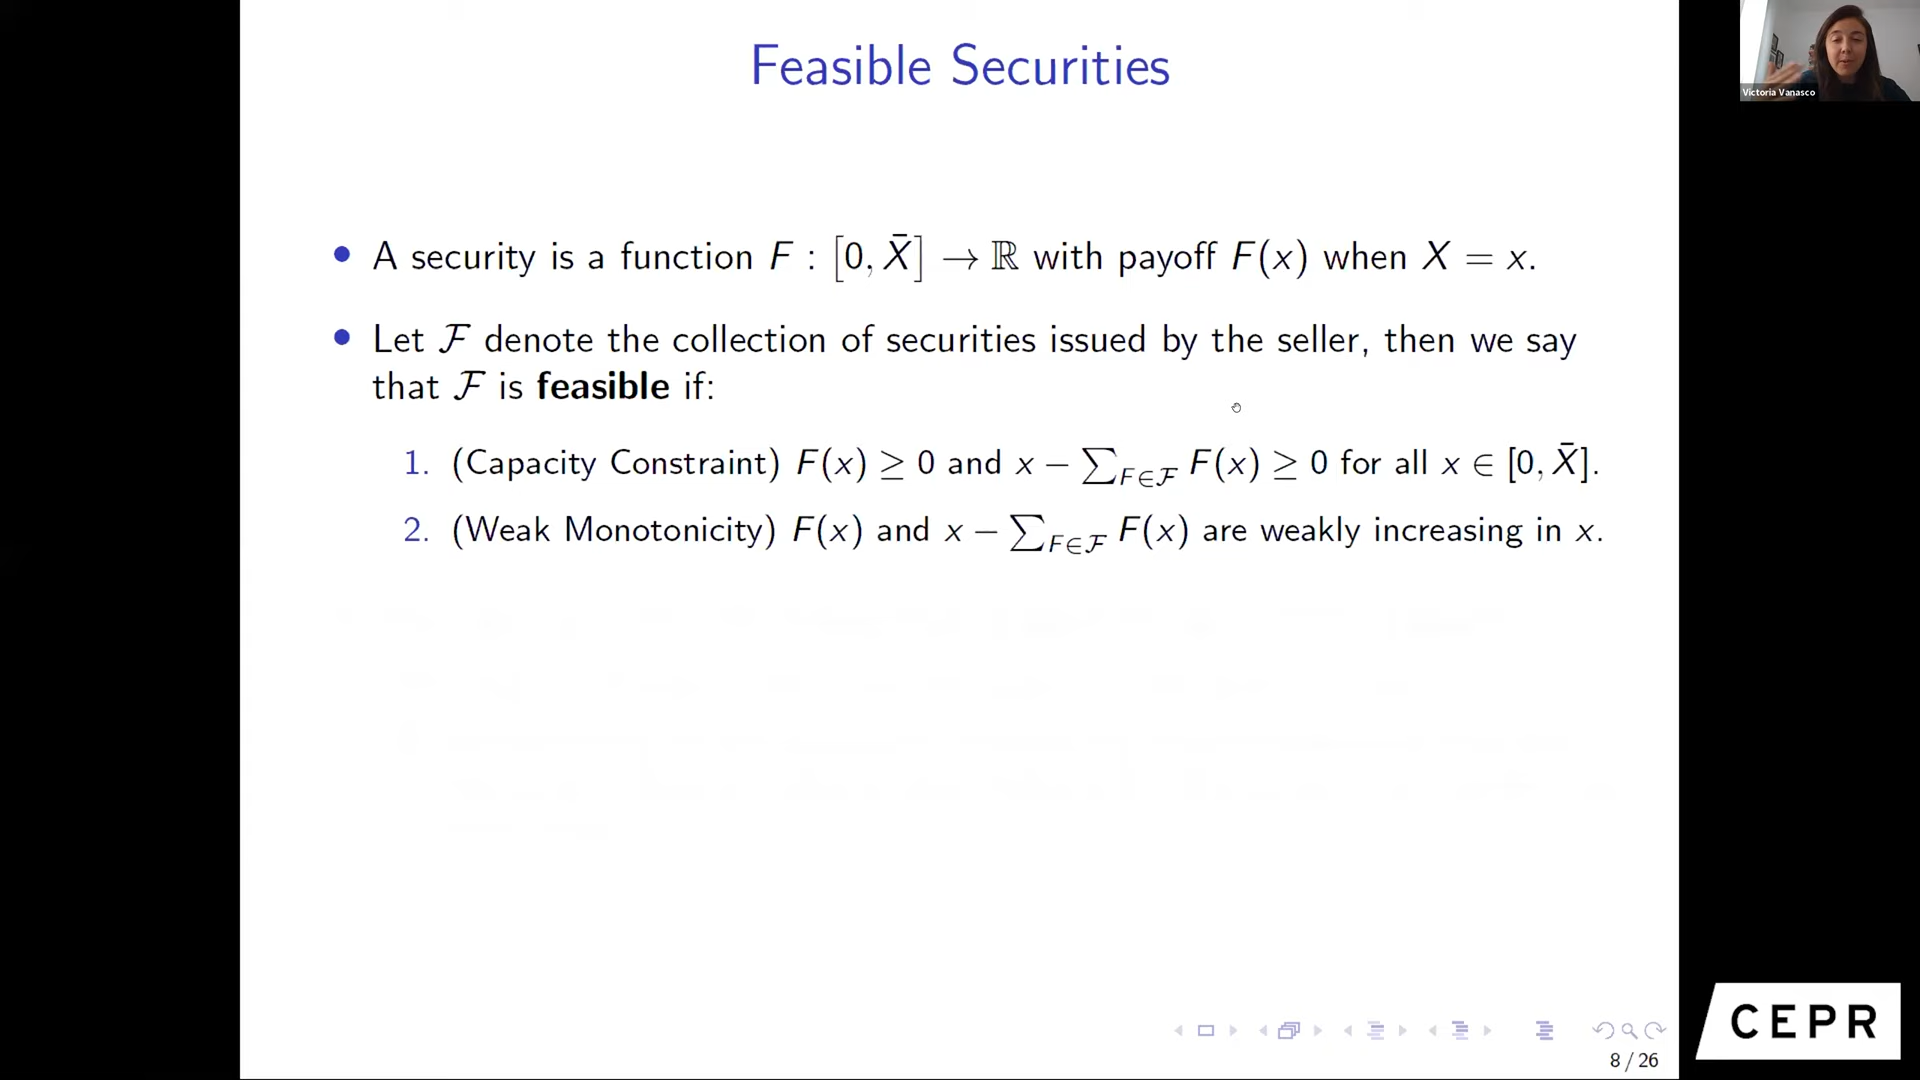 Feasible Securities
Victoria Vanasco
• A security is a function F : [0, X̄] → ℝ with payoff F(x) when X = x.
• Let ℱ denote the collection of securities issued by the seller, then we say
that ℱ is feasible if:
1. (Capacity Constraint) F(x) ≥ 0 and x − ∑_{F∈ℱ} F(x) ≥ 0 for all x ∈ [0, X̄].
2. (Weak Monotonicity) F(x) and x − ∑_{F∈ℱ} F(x) are weakly increasing in x.
CEPR
8 / 26